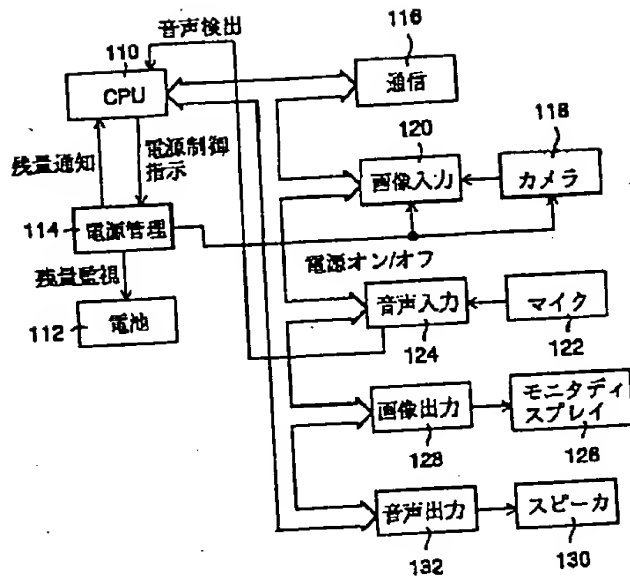 音声検出
110
CPU
116
通信
残量通知
電源制御
指示
120
画像入力
118
カメラ
114
電源管理
電源オン/オフ
残量監視
112
電池
音声入力
124
マイク
122
画像出力
128
モニタディ
スプレイ
126
音声出力
132
スピーカ
130